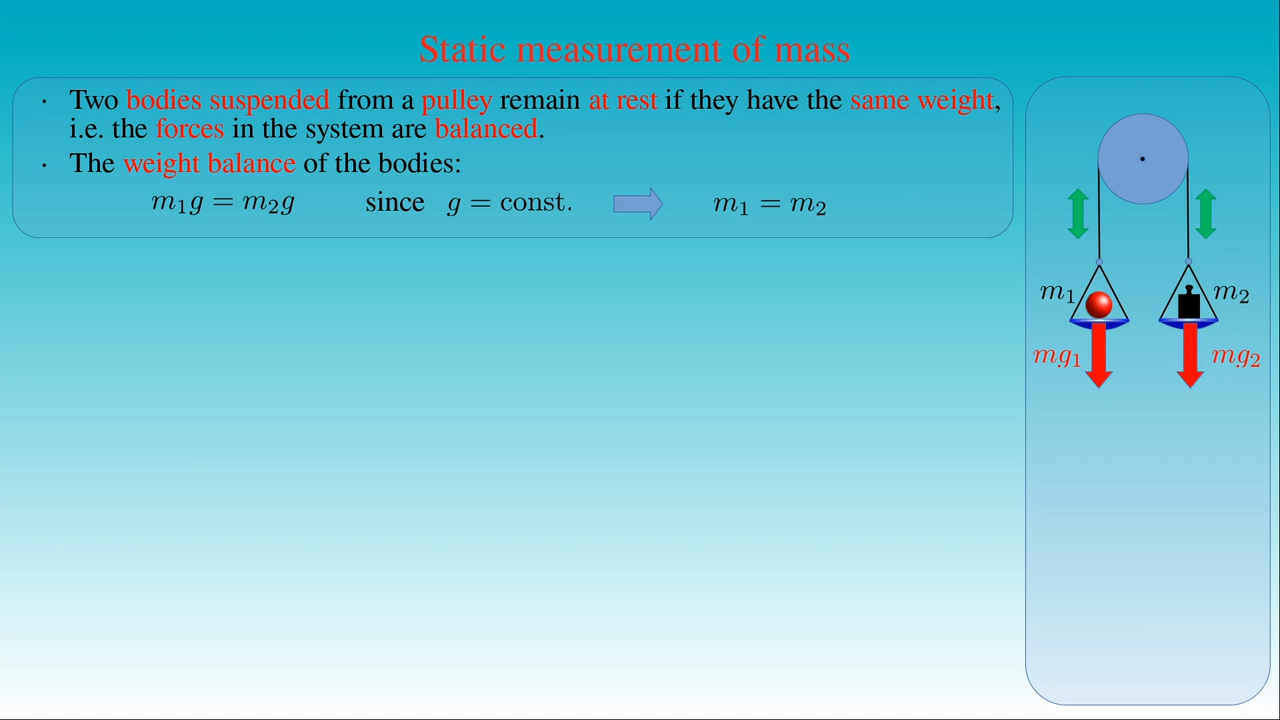 Static measurement of mass
· Two bodies suspended from a pulley remain at rest if they have the same weight,
i.e. the forces in the system are balanced.
· The weight balance of the bodies:
m₁g = m₂g since g = const. m₁ = m₂
m₁ m₂
mg₁ mg₂